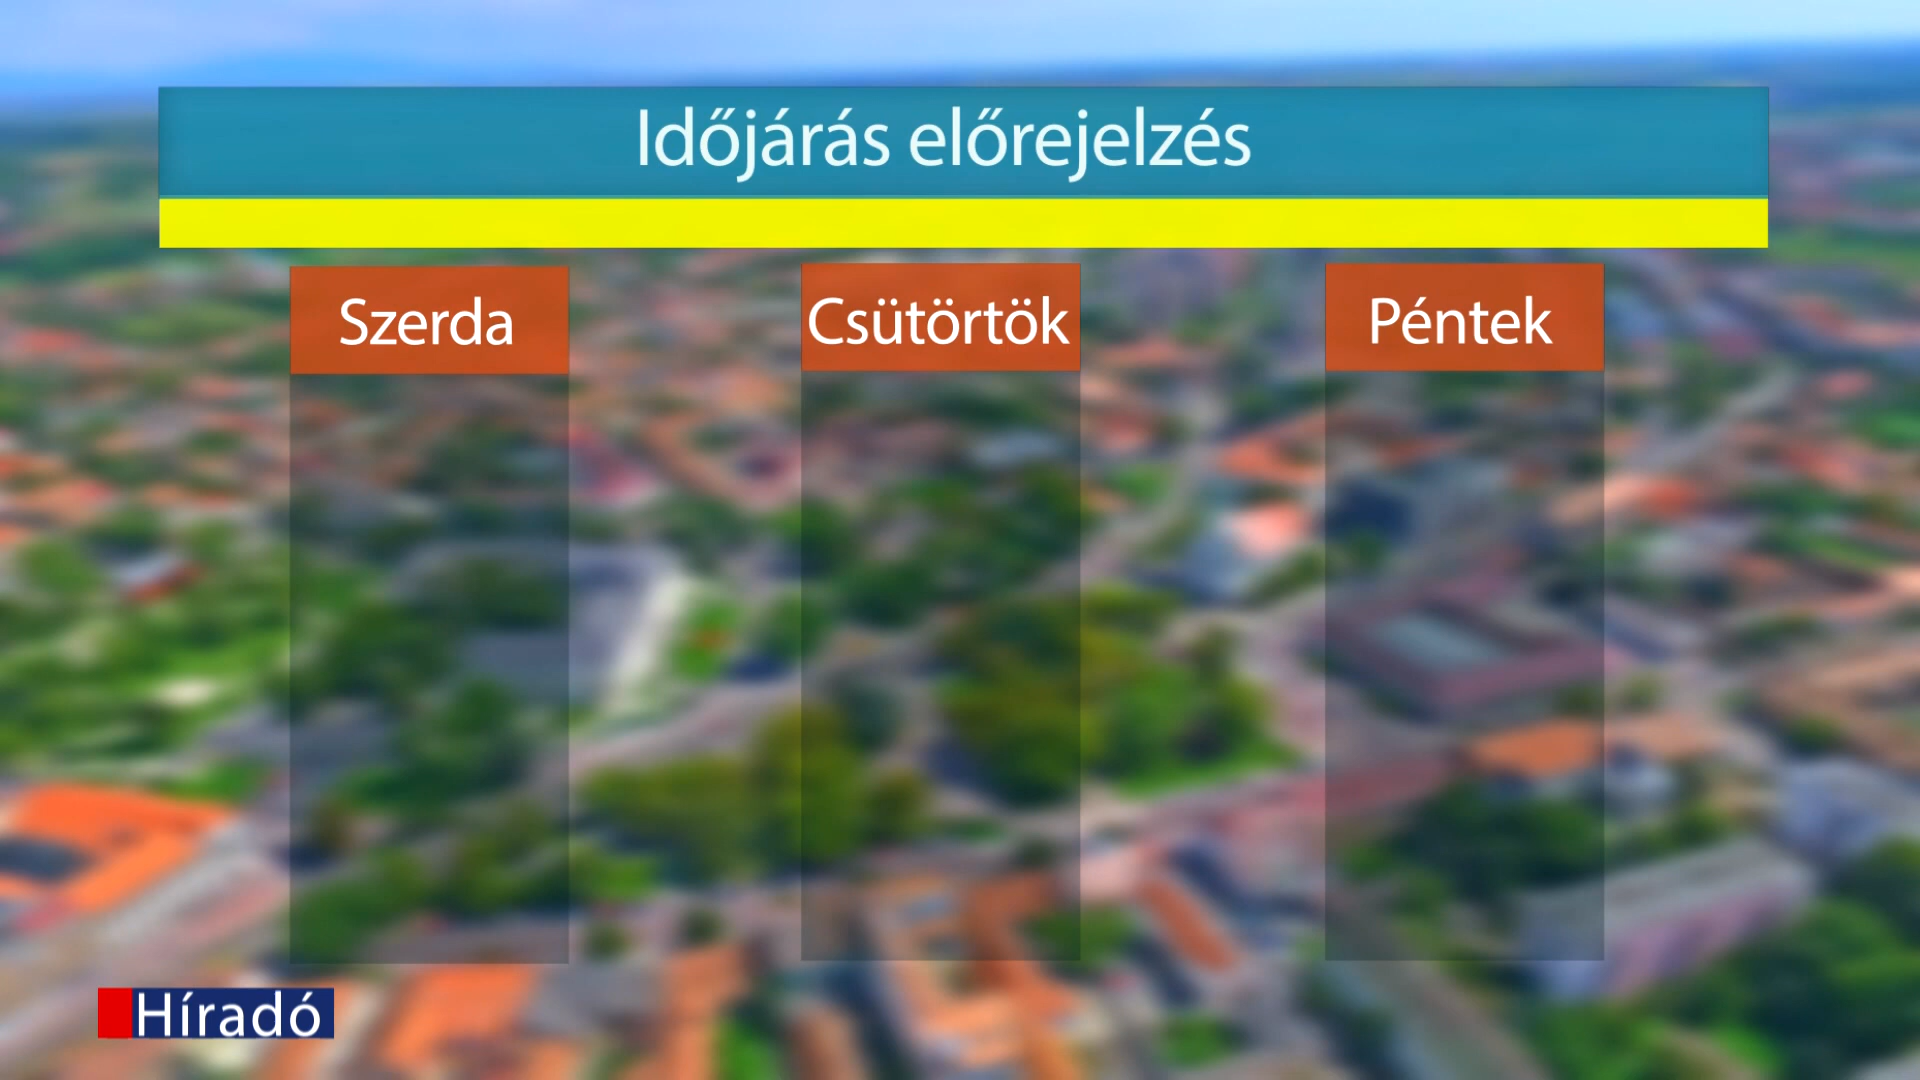 Időjárás előrejelzés
Szerda
Csütörtök
Péntek
Híradó